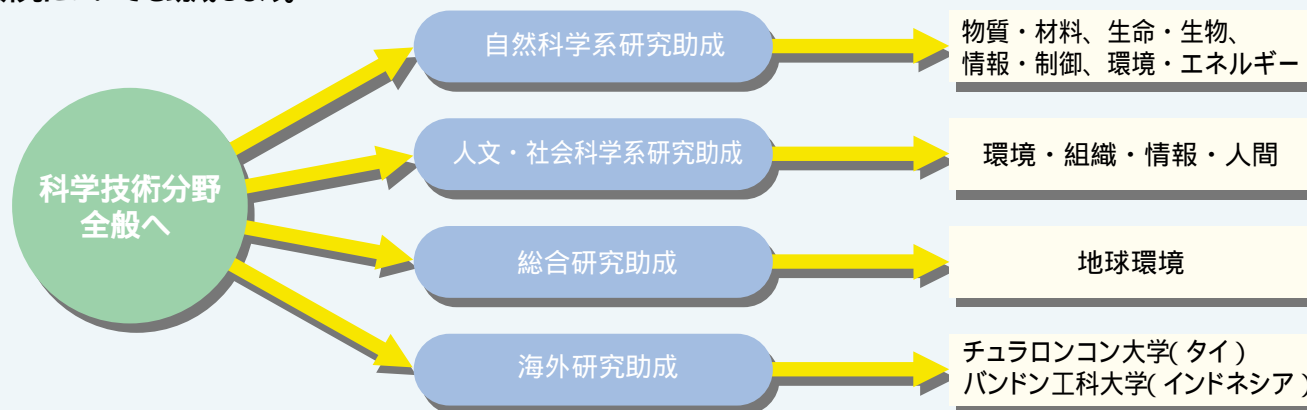 自然科学系研究助成
物質・材料、生命・生物、
情報・制御、環境・エネルギー
科学技術分野
全般へ
人文・社会科学系研究助成
環境・組織・情報・人間
総合研究助成
地球環境
海外研究助成
チュラロンコン大学(タイ)
バンドン工科大学(インドネシア)